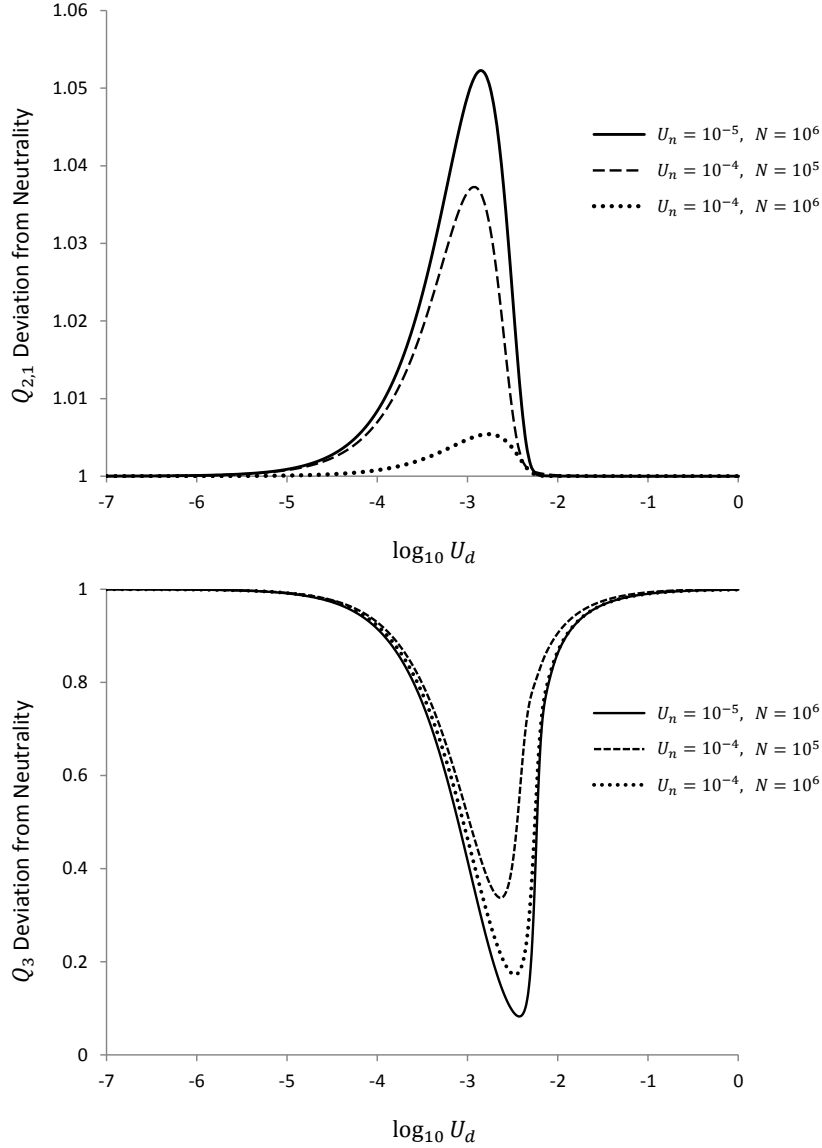 1.06
1.05
1.04
1.03
1.02
1.01
1
Q₂,₁ Deviation from Neutrality
Uₙ = 10⁻⁵, N = 10⁶
Uₙ = 10⁻⁴, N = 10⁵
Uₙ = 10⁻⁴, N = 10⁶
-7 -6 -5 -4 -3 -2 -1 0
log₁₀ U_d
1
0.8
0.6
0.4
0.2
0
Q₃ Deviation from Neutrality
Uₙ = 10⁻⁵, N = 10⁶
Uₙ = 10⁻⁴, N = 10⁵
Uₙ = 10⁻⁴, N = 10⁶
-7 -6 -5 -4 -3 -2 -1 0
log₁₀ U_d